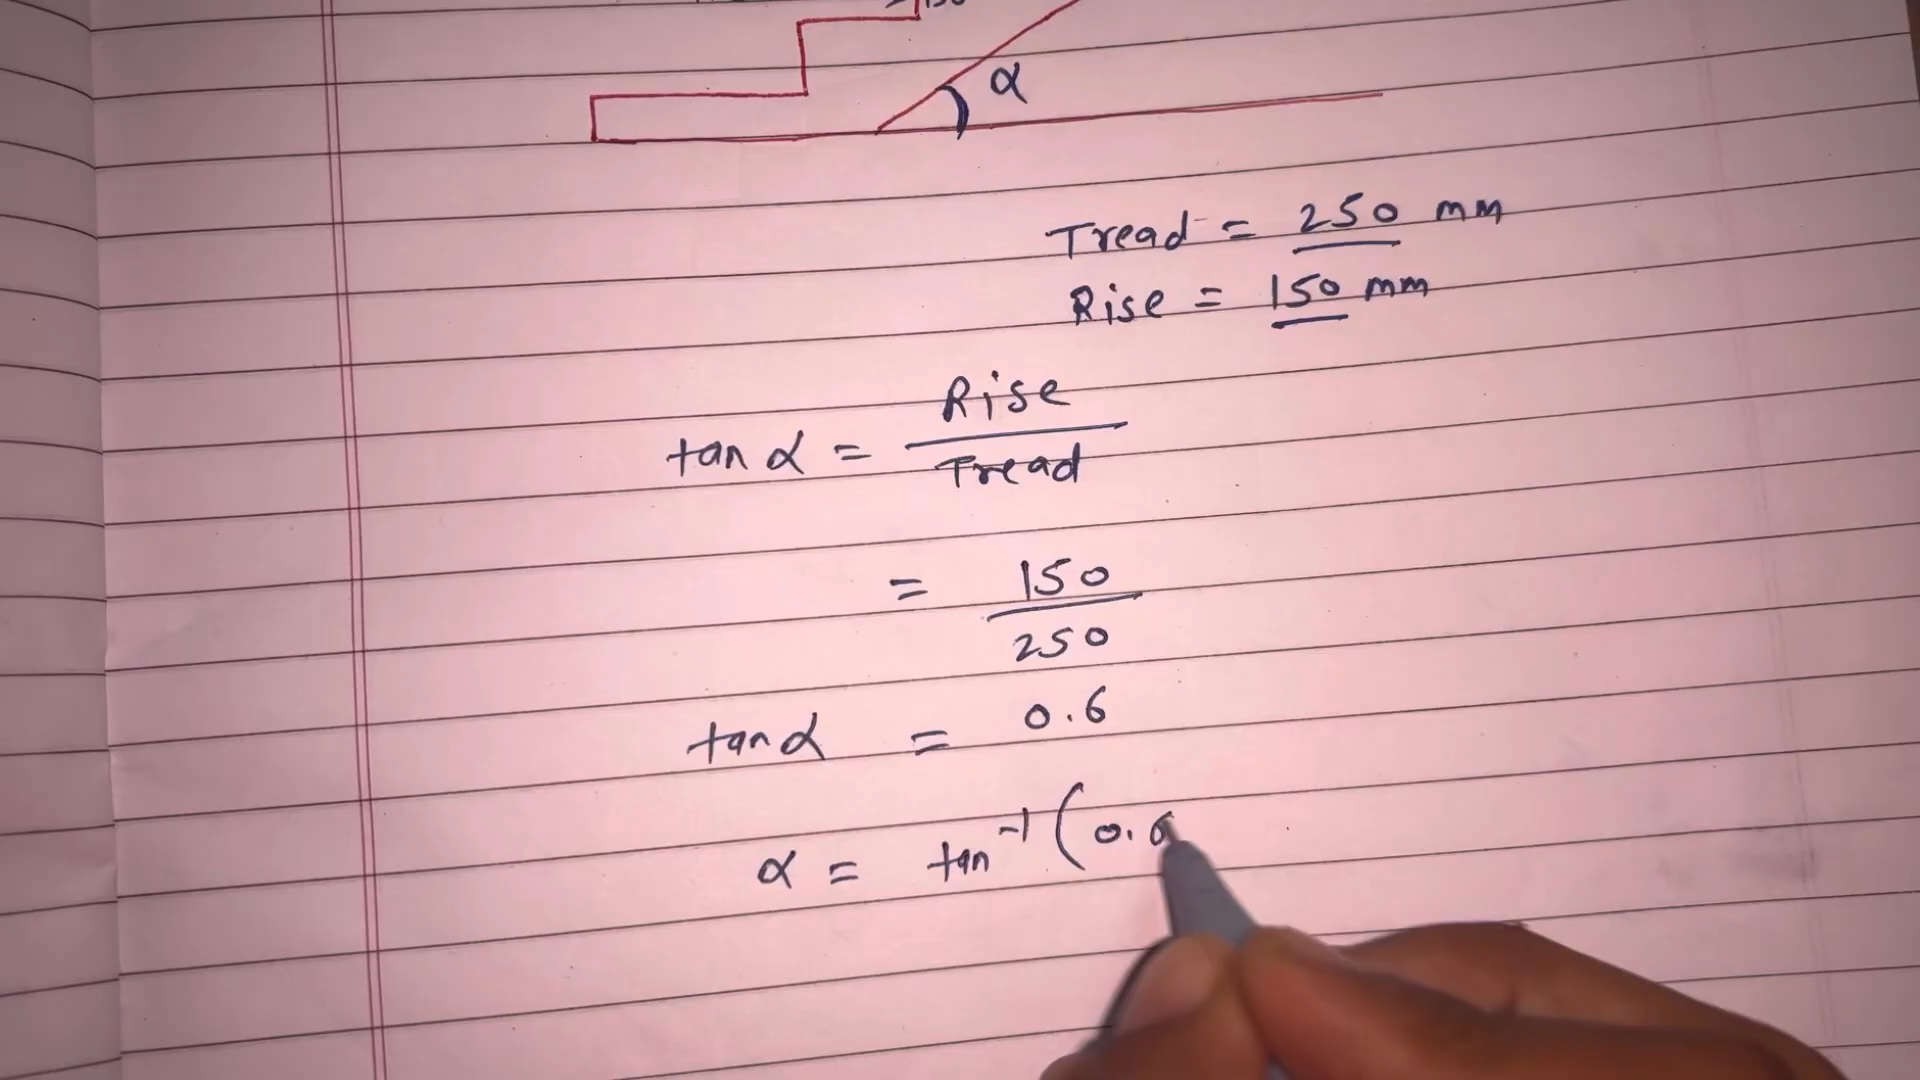 α
Tread = 250 mm
Rise = 150 mm
tan α = Rise / Tread
= 150 / 250
tan α = 0.6
α = tan⁻¹ (0.6